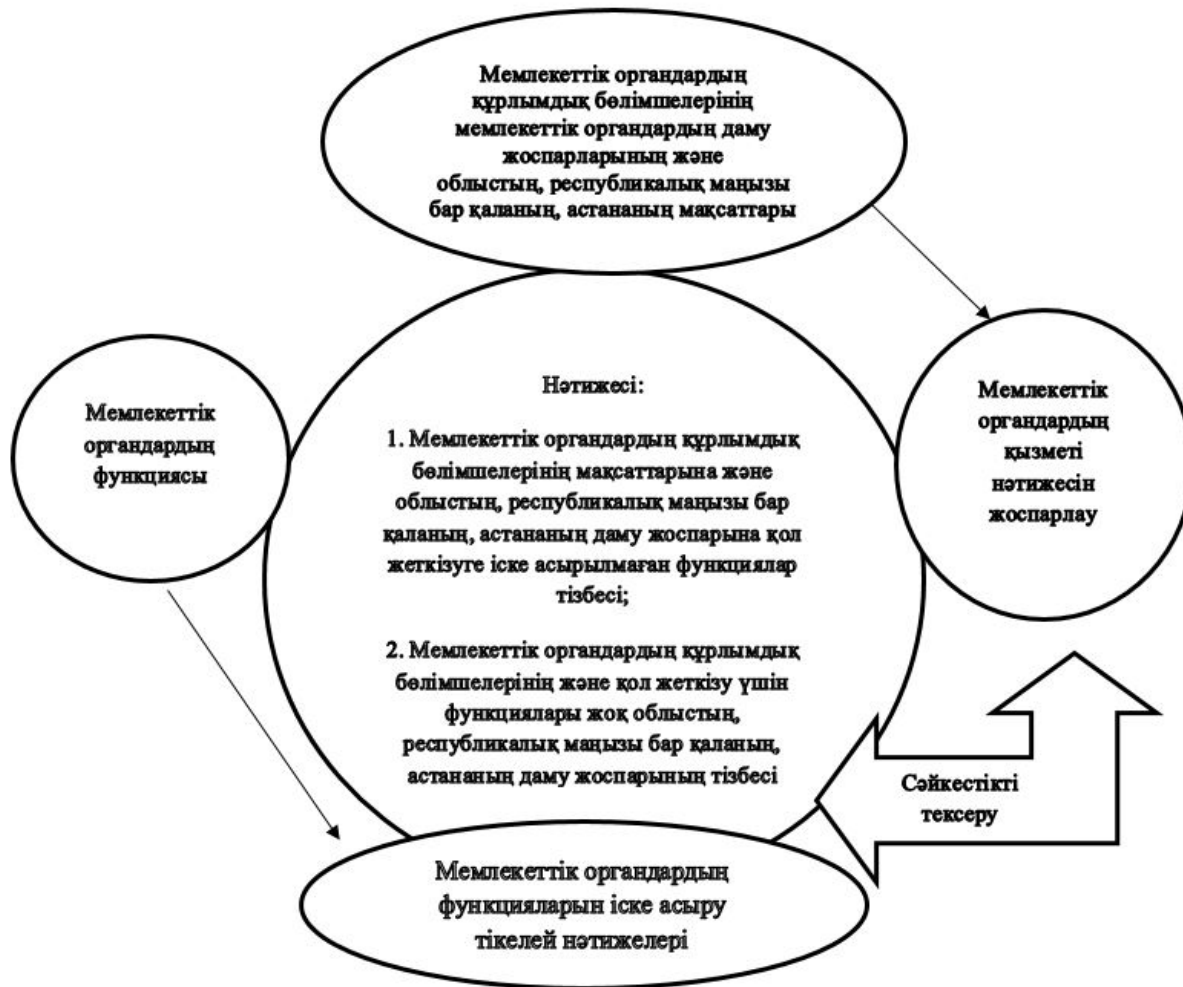 Мемлекеттік органдардың
құрлымдық бөлімшелерінің
мемлекеттік органдардың даму
жоспарларының және
облыстың, республикалық маңызы
бар қаланың, астананың мақсаттары
Мемлекеттік
органдардың
функциясы
Нәтижесі:
1. Мемлекеттік органдардың құрлымдық
бөлімшелерінің мақсаттарына және
облыстың, республикалық маңызы бар
қаланың, астананың даму жоспарына қол
жеткізуге іске асырылмаған функциялар
тізбесі;
2. Мемлекеттік органдардың құрлымдық
бөлімшелерінің және қол жеткізу үшін
функциялары жоқ облыстың,
республикалық маңызы бар қаланың,
астананың даму жоспарының тізбесі
Мемлекеттік
органдардың
қызметі
нәтижесін
жоспарлау
Сәйкестікті
тексеру
Мемлекеттік органдардың
функцияларын іске асыру
тікелей нәтижелері